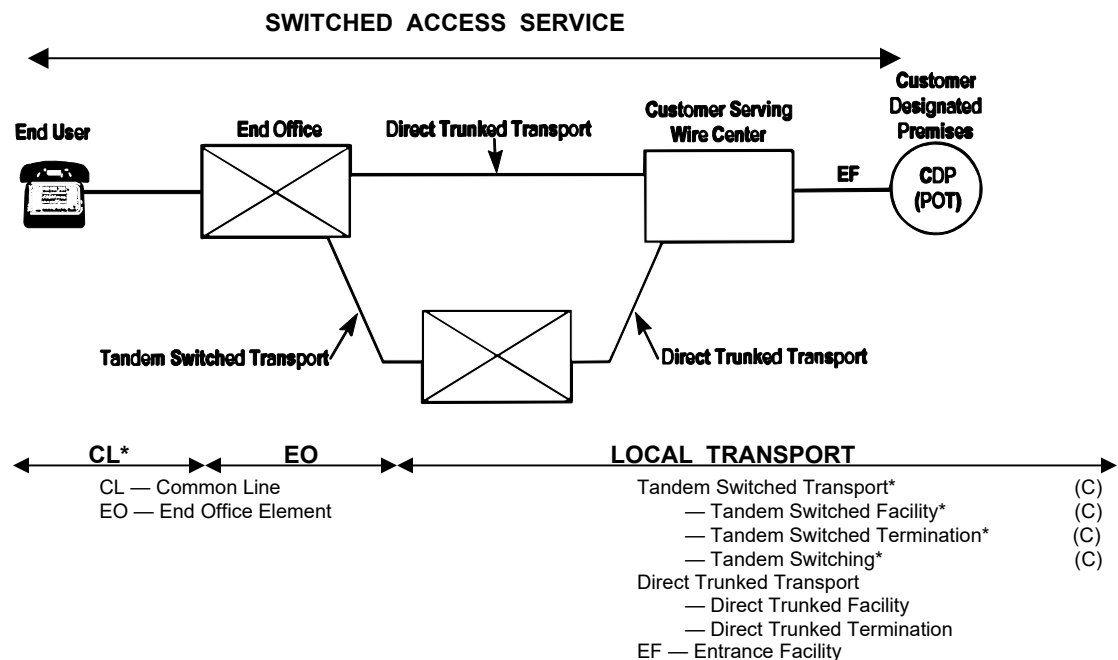 SWITCHED ACCESS SERVICE
Customer
Designated
Premises
End User
End Office
Direct Trunked Transport
Customer Serving
Wire Center
EF
CDP
(POT)
Tandem Switched Transport
Direct Trunked Transport
CL*
EO
LOCAL TRANSPORT
CL — Common Line
EO — End Office Element
Tandem Switched Transport* (C)
— Tandem Switched Facility* (C)
— Tandem Switched Termination* (C)
— Tandem Switching* (C)
Direct Trunked Transport
— Direct Trunked Facility
— Direct Trunked Termination
EF — Entrance Facility